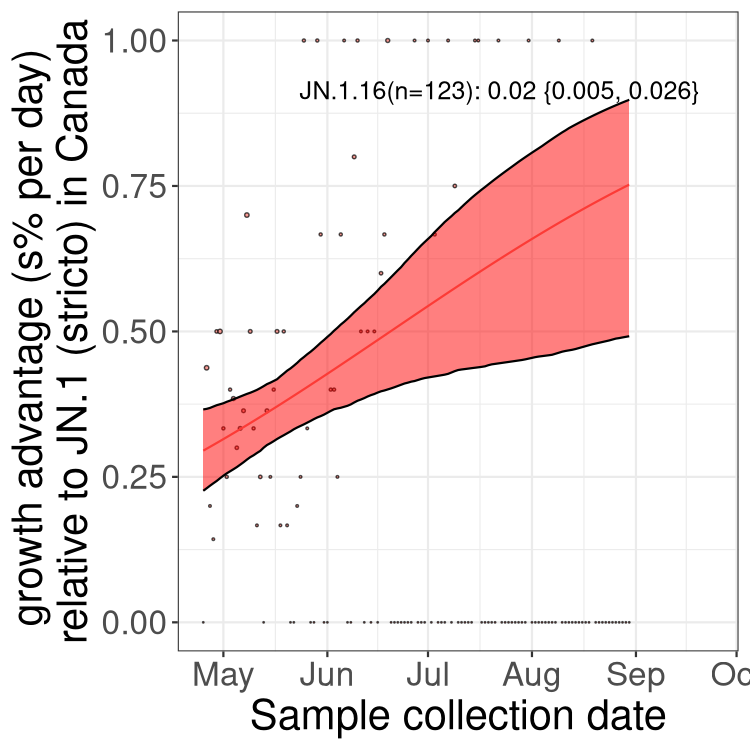 growth advantage (s% per day)
relative to JN.1 (stricto) in Canada
1.00
0.75
0.50
0.25
0.00
JN.1.16(n=123): 0.02 {0.005, 0.026}
May Jun Jul Aug Sep Oc
Sample collection date